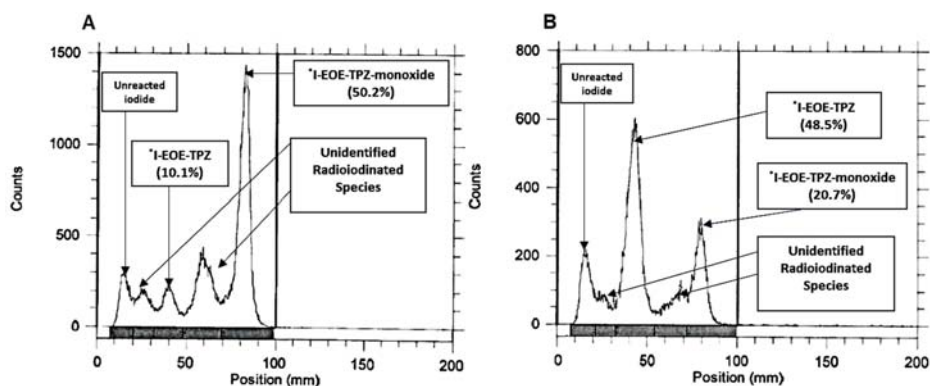 A
1500
1000
500
0
Counts
Unreacted
iodide
*I-EOE-TPZ
(10.1%)
*I-EOE-TPZ-monoxide
(50.2%)
Unidentified
Radioiodinated
Species
0
50
100
150
200
Position (mm)
B
800
600
400
200
0
Counts
Unreacted
iodide
*I-EOE-TPZ
(48.5%)
*I-EOE-TPZ-monoxide
(20.7%)
Unidentified
Radioiodinated
Species
0
50
100
150
200
Position (mm)